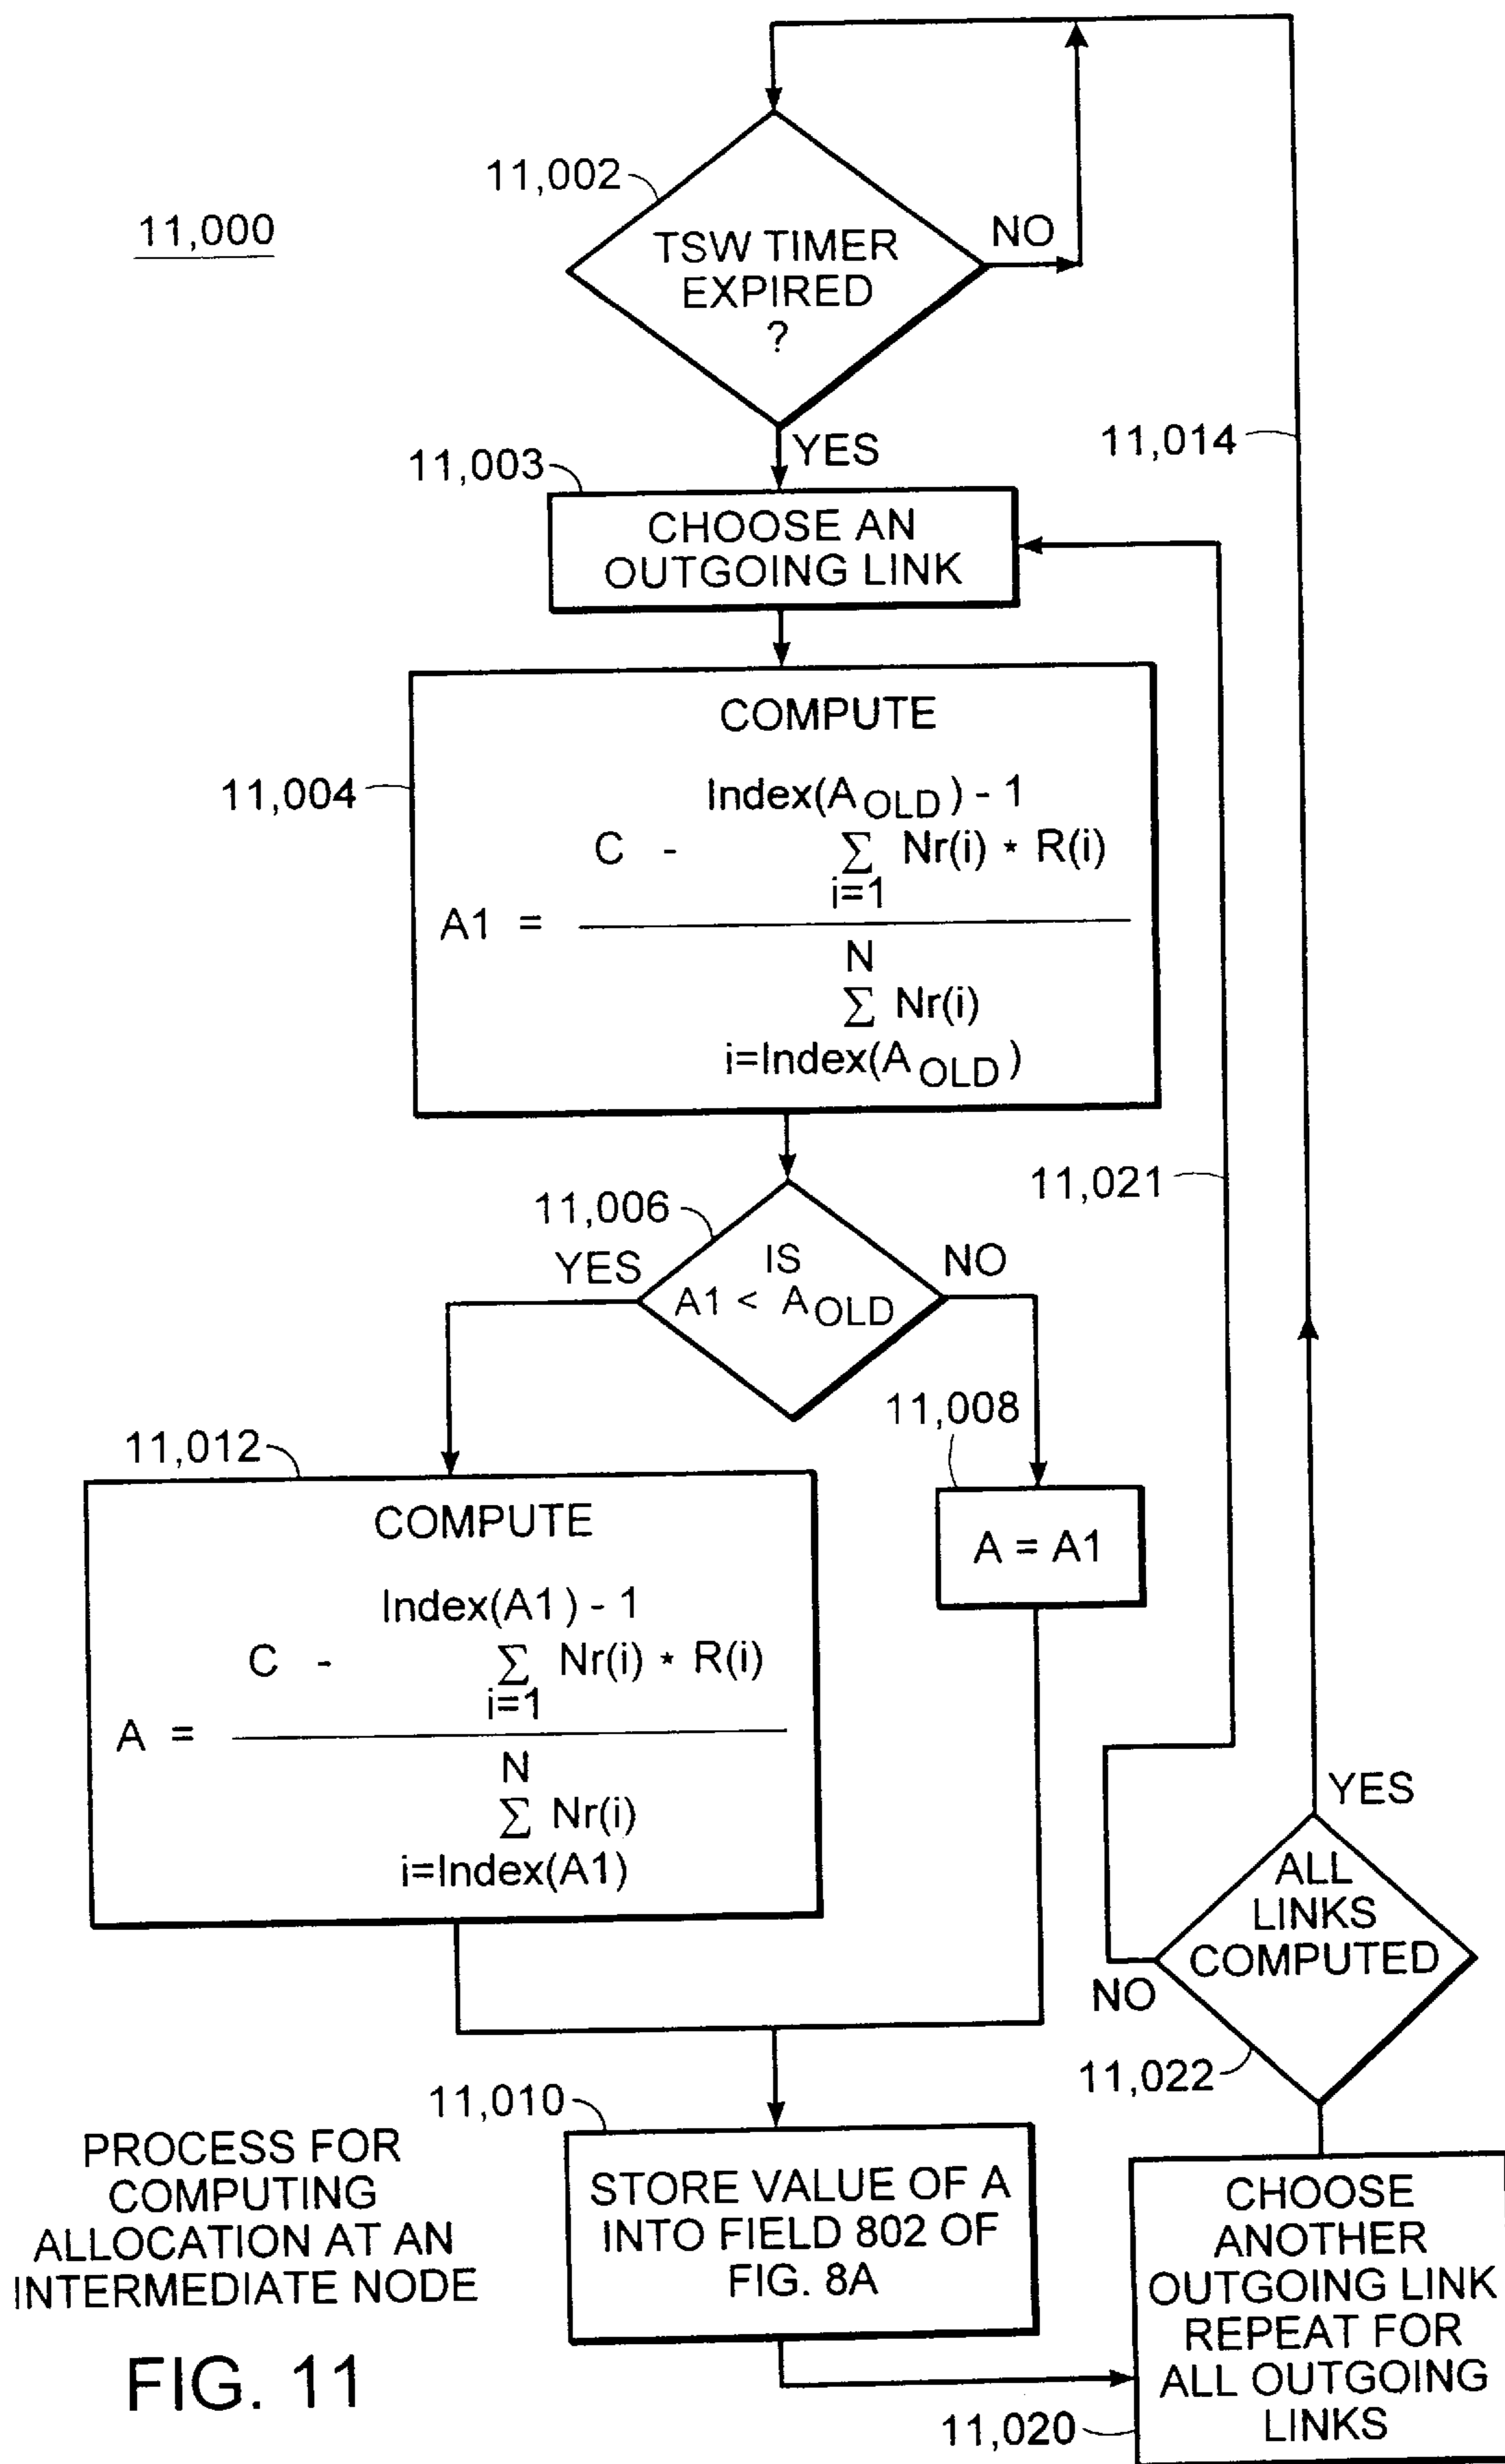 11,000
11,002
TSW TIMER
EXPIRED
?
NO
YES
11,014
11,003
CHOOSE AN
OUTGOING LINK
11,004
COMPUTE
Index(A OLD) - 1
C - Σ Nr(i) * R(i)
i=1
A1 =
N
Σ Nr(i)
i=Index(A OLD)
11,021
11,006
YES
IS
A1 < A OLD
NO
11,008
A = A1
11,012
COMPUTE
Index(A1) - 1
C - Σ Nr(i) * R(i)
i=1
A =
N
Σ Nr(i)
i=Index(A1)
YES
ALL
LINKS
COMPUTED
NO
11,022
11,010
STORE VALUE OF A
INTO FIELD 802 OF
FIG. 8A
CHOOSE
ANOTHER
OUTGOING LINK
REPEAT FOR
ALL OUTGOING
LINKS
11,020
PROCESS FOR
COMPUTING
ALLOCATION AT AN
INTERMEDIATE NODE
FIG. 11